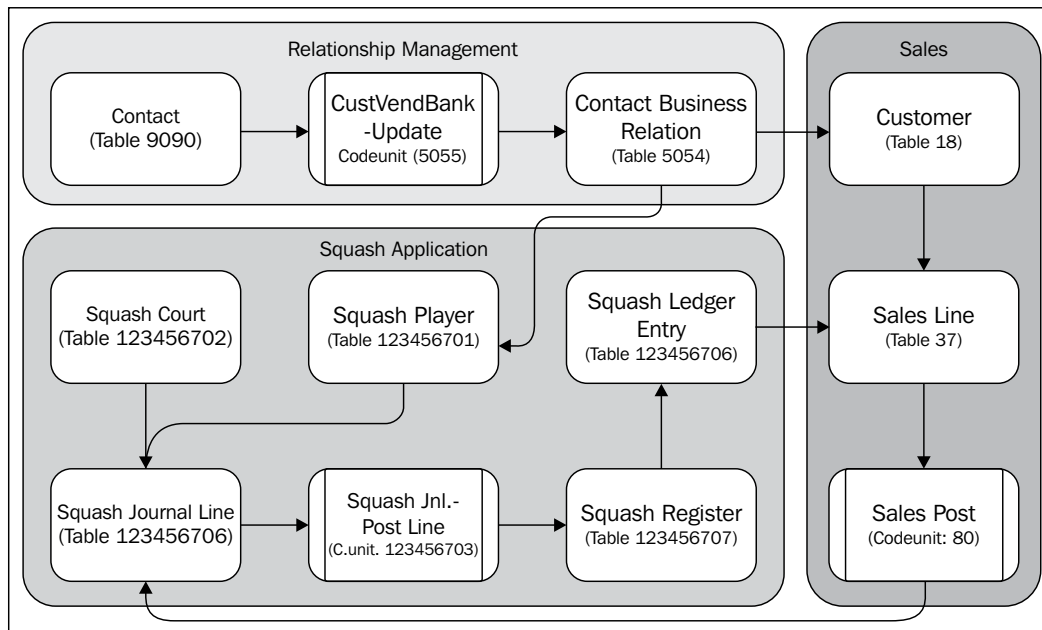 Relationship Management
Contact
(Table 9090)
CustVendBank
-Update
Codeunit (5055)
Contact Business
Relation
(Table 5054)
Sales
Customer
(Table 18)
Squash Application
Squash Court
(Table 123456702)
Squash Player
(Table 123456701)
Squash Ledger
Entry
(Table 123456706)
Sales Line
(Table 37)
Squash Journal Line
(Table 123456706)
Squash Jnl.-
Post Line
(C.unit. 123456703)
Squash Register
(Table 123456707)
Sales Post
(Codeunit: 80)